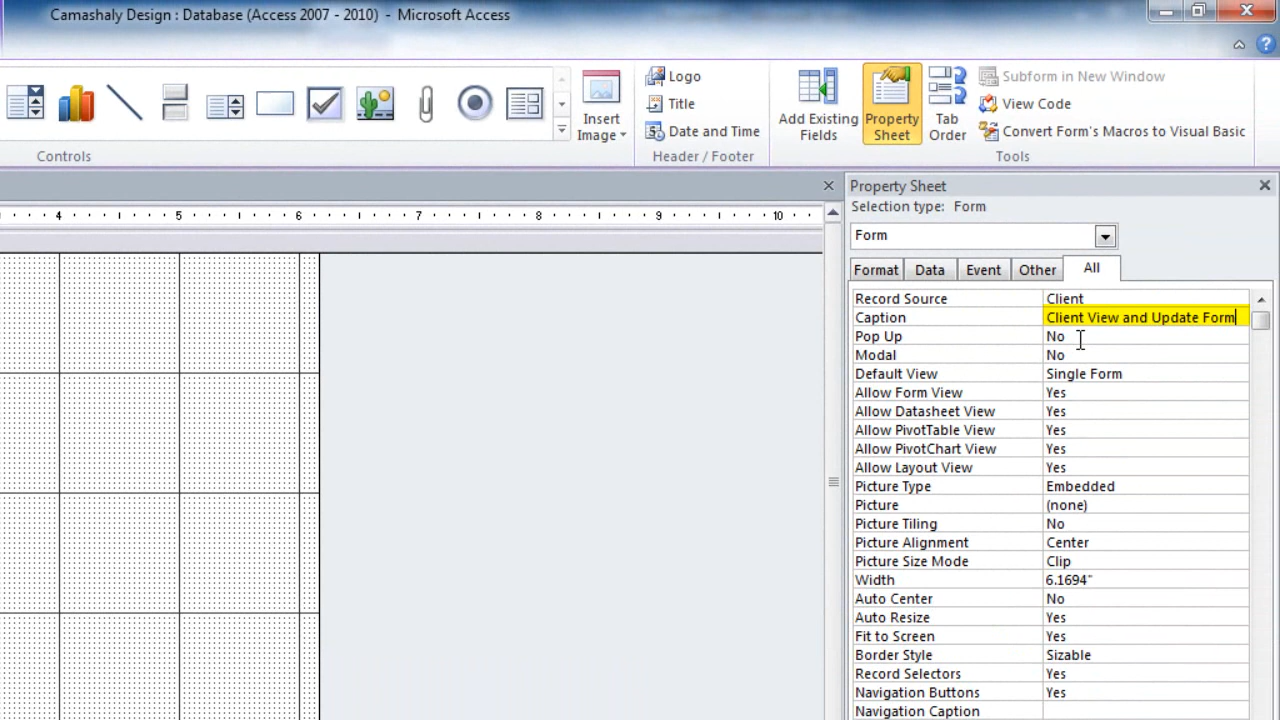 Camashaly Design : Database (Access 2007 - 2010) - Microsoft Access
Insert Image
Logo
Title
Date and Time
Add Existing Fields
Property Sheet
Tab Order
Subform in New Window
View Code
Convert Form's Macros to Visual Basic
Controls
Header / Footer
Tools
4 5 6 7 8 9 10
Property Sheet
Selection type: Form
Form
Format Data Event Other All
Record Source Client
Caption Client View and Update Form
Pop Up No
Modal No
Default View Single Form
Allow Form View Yes
Allow Datasheet View Yes
Allow PivotTable View Yes
Allow PivotChart View Yes
Allow Layout View Yes
Picture Type Embedded
Picture (none)
Picture Tiling No
Picture Alignment Center
Picture Size Mode Clip
Width 6.1694"
Auto Center No
Auto Resize Yes
Fit to Screen Yes
Border Style Sizable
Record Selectors Yes
Navigation Buttons Yes
Navigation Caption